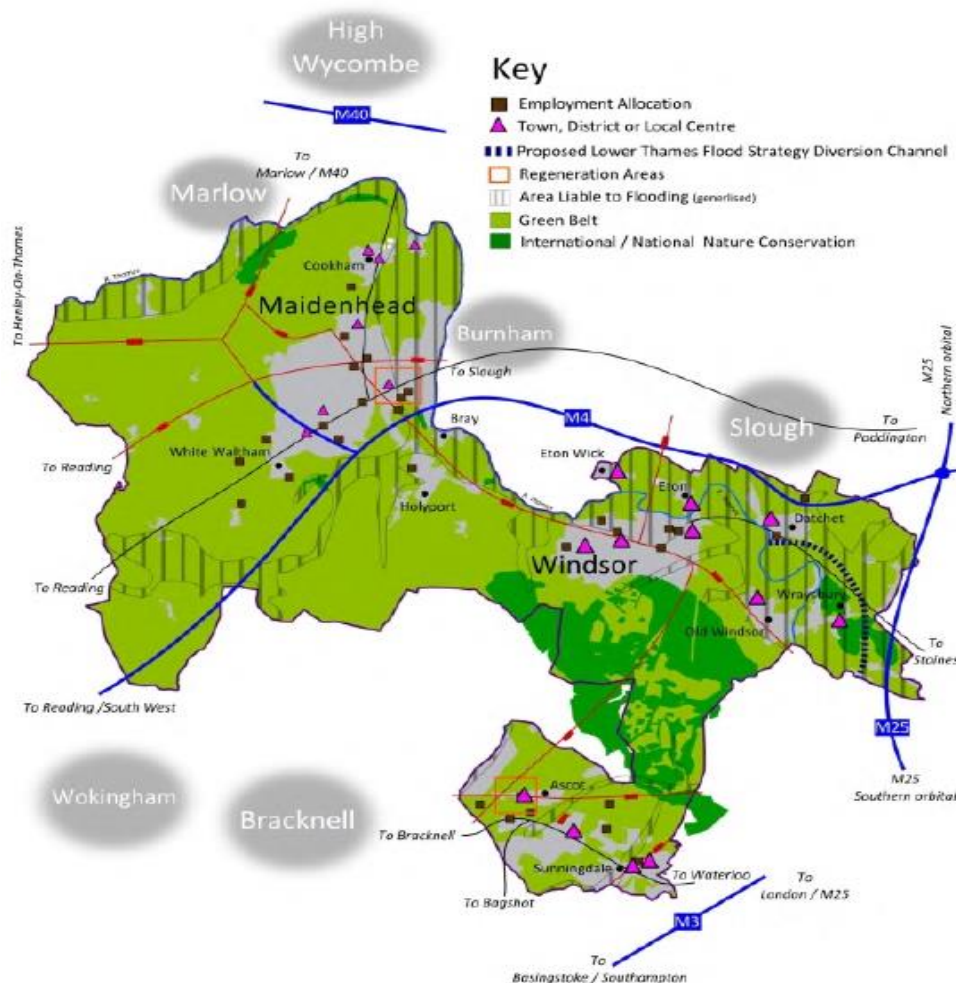 High
Wycombe
Key
Employment Allocation
Town, District or Local Centre
Proposed Lower Thames Flood Strategy Diversion Channel
Regeneration Areas
Area Liable to Flooding (generlised)
Green Belt
International / National Nature Conservation
M40
To
Marlow / M40
Marlow
To Henley-On-Thames
R. Thames
Cookham
Maidenhead
Burnham
To Slough
M25
Northern orbital
M4
Slough
To
Paddington
Bray
To Reading
White Waltham
Eton Wick
Eton
Holyport
R. Thames
Datchet
To Reading
Windsor
Wraysbury
Old Windsor
To
Staines
To Reading /South West
M25
M25
Southern orbital
Wokingham
Bracknell
Ascot
To Bracknell
Sunningdale
To Waterloo
To Bagshot
To
London / M25
M3
To
Basingstoke / Southampton